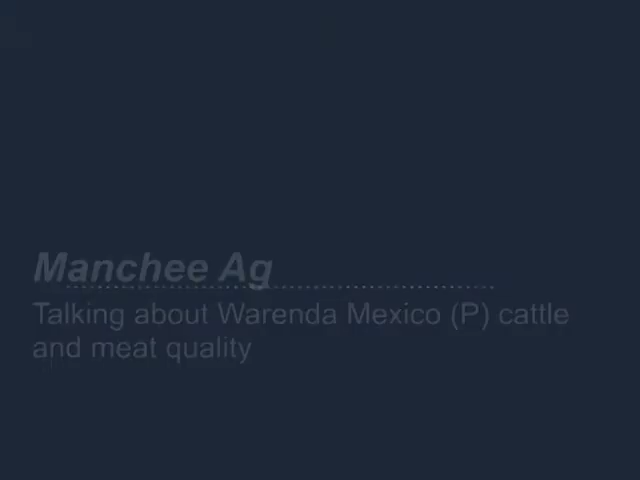 Manchee Ag
Talking about Warenda Mexico (P) cattle
and meat quality